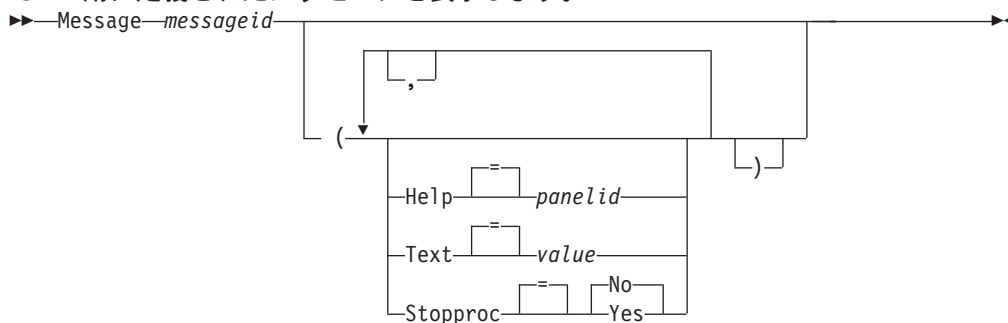 Message messageid
,
(
)
=
Help panelid
=
Text value
= No
Stopproc Yes